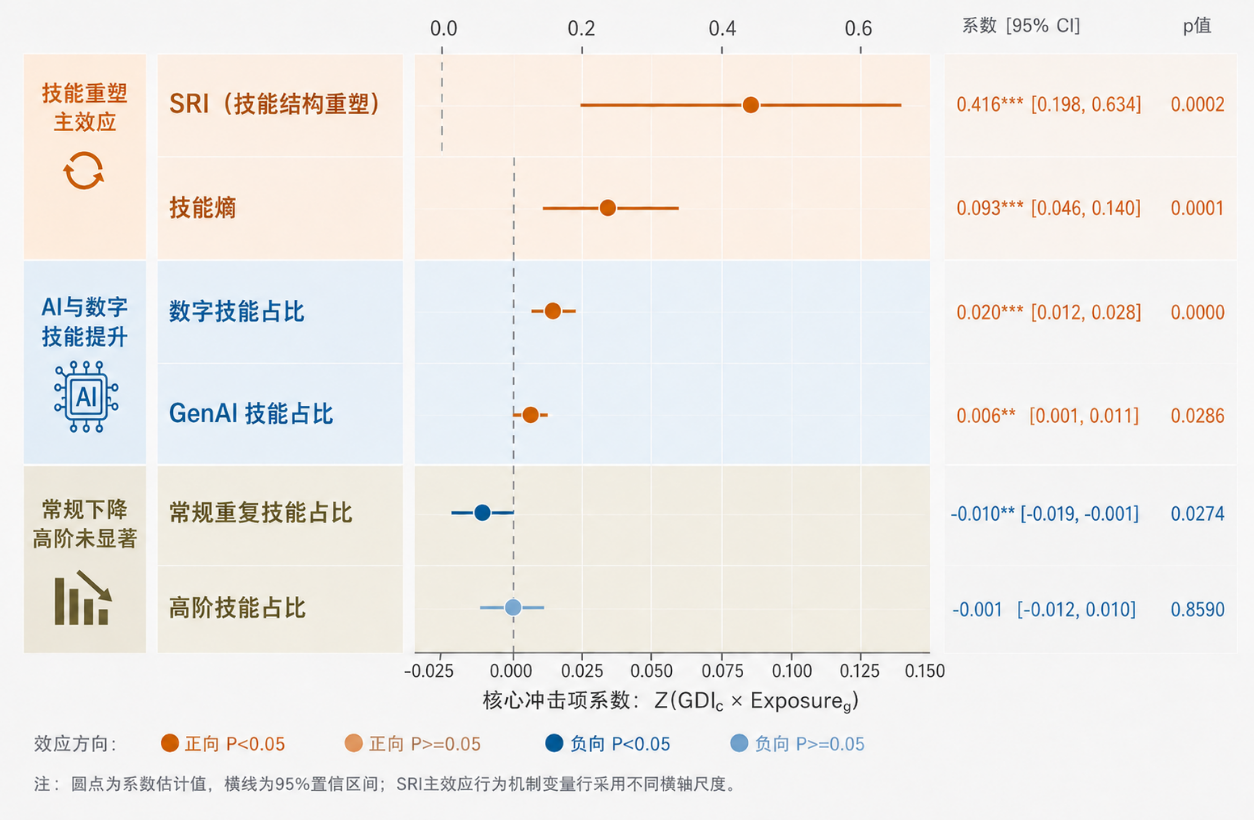 0.0 0.2 0.4 0.6 系数 [95% CI] p值
技能重塑
主效应
SRI（技能结构重塑） 0.416*** [0.198, 0.634] 0.0002
技能熵 0.093*** [0.046, 0.140] 0.0001
AI与数字
技能提升
AI
数字技能占比 0.020*** [0.012, 0.028] 0.0000
GenAI 技能占比 0.006** [0.001, 0.011] 0.0286
常规下降
高阶未显著
常规重复技能占比 -0.010** [-0.019, -0.001] 0.0274
高阶技能占比 -0.001 [-0.012, 0.010] 0.8590
-0.025 0.000 0.025 0.050 0.075 0.100 0.125 0.150
核心冲击项系数：Z(GDIc × Exposureg)
效应方向： 正向 P<0.05 正向 P>=0.05 负向 P<0.05 负向 P>=0.05
注：圆点为系数估计值，横线为95%置信区间；SRI主效应行为机制变量行采用不同横轴尺度。